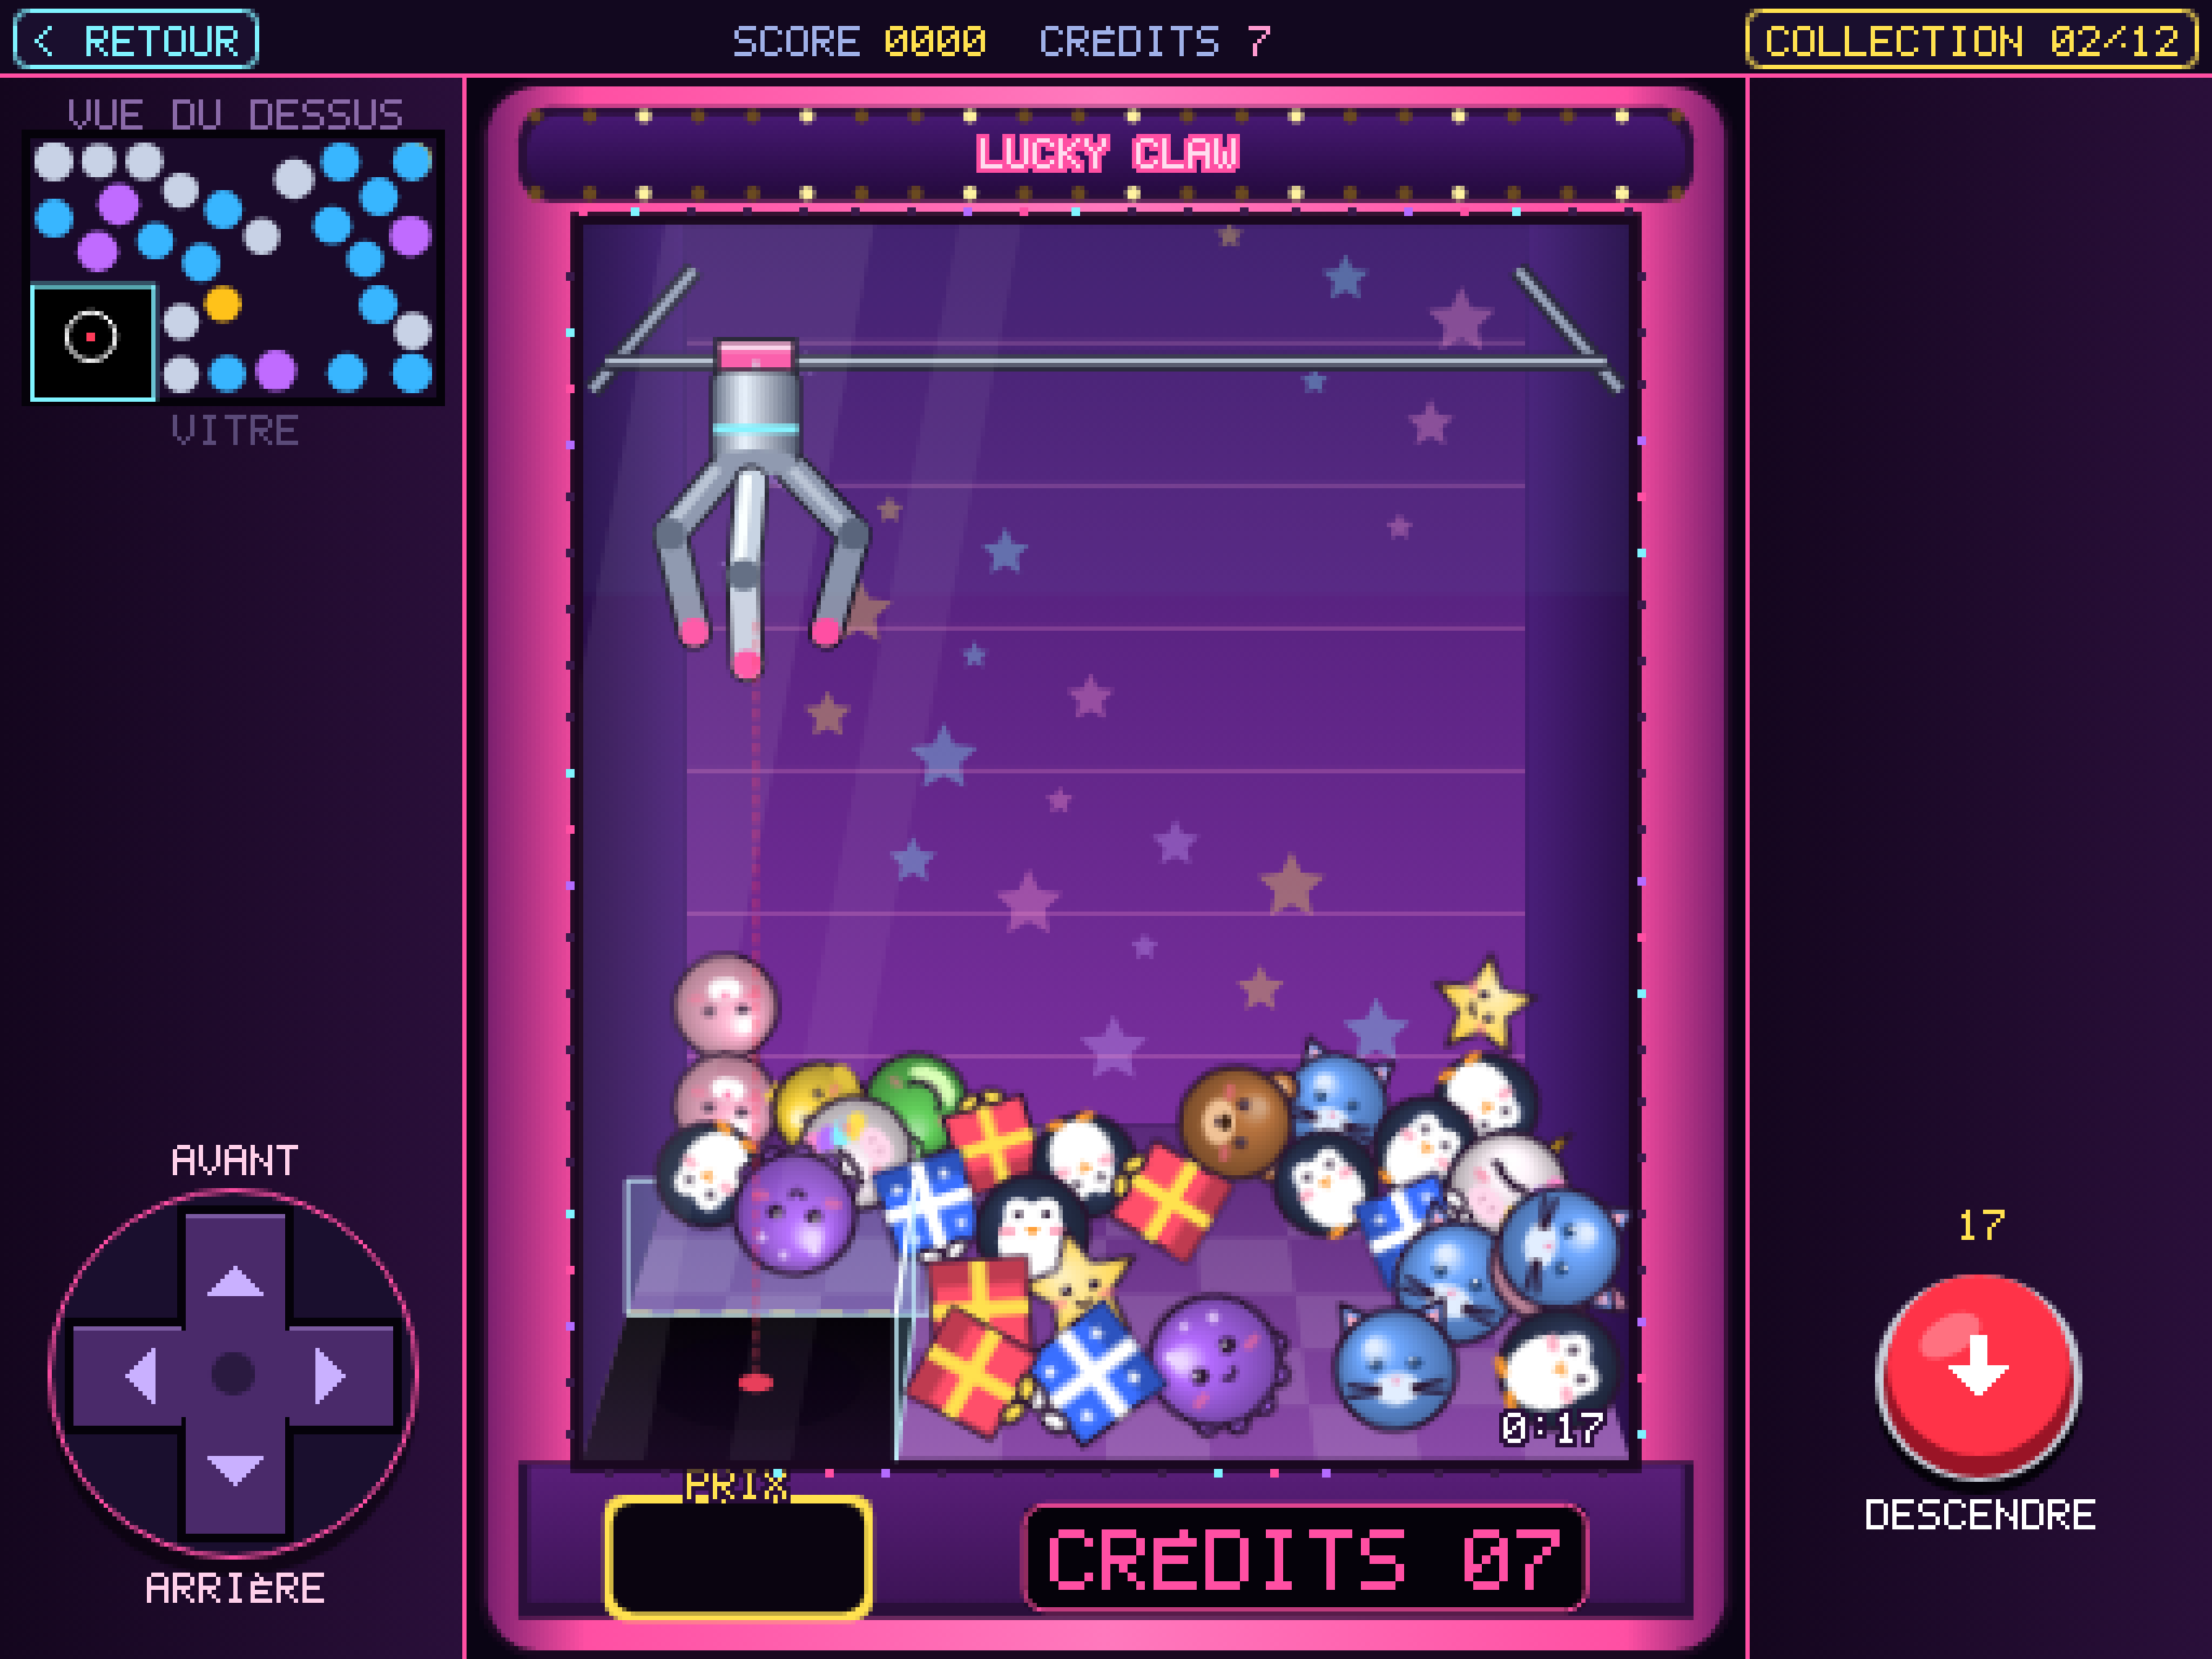 < RETOUR
SCORE 0000 CRÉDITS 7
COLLECTION 02/12
VUE DU DESSUS
LUCKY CLAW
VITRE
AVANT
ARRIÈRE
17
DESCENDRE
0:17
PRIX
CRÉDITS 07